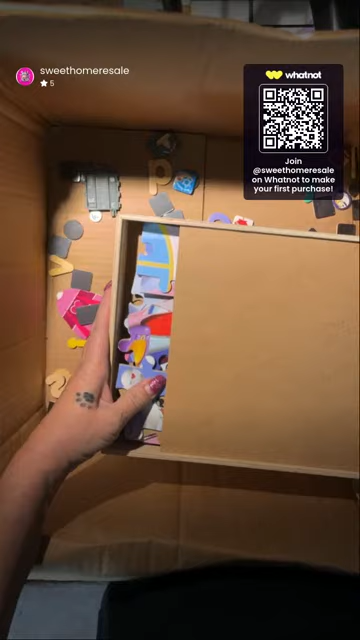 sweethomeresale
★ 5
whatnot
Join
@sweethomeresale
on Whatnot to make
your first purchase!
p